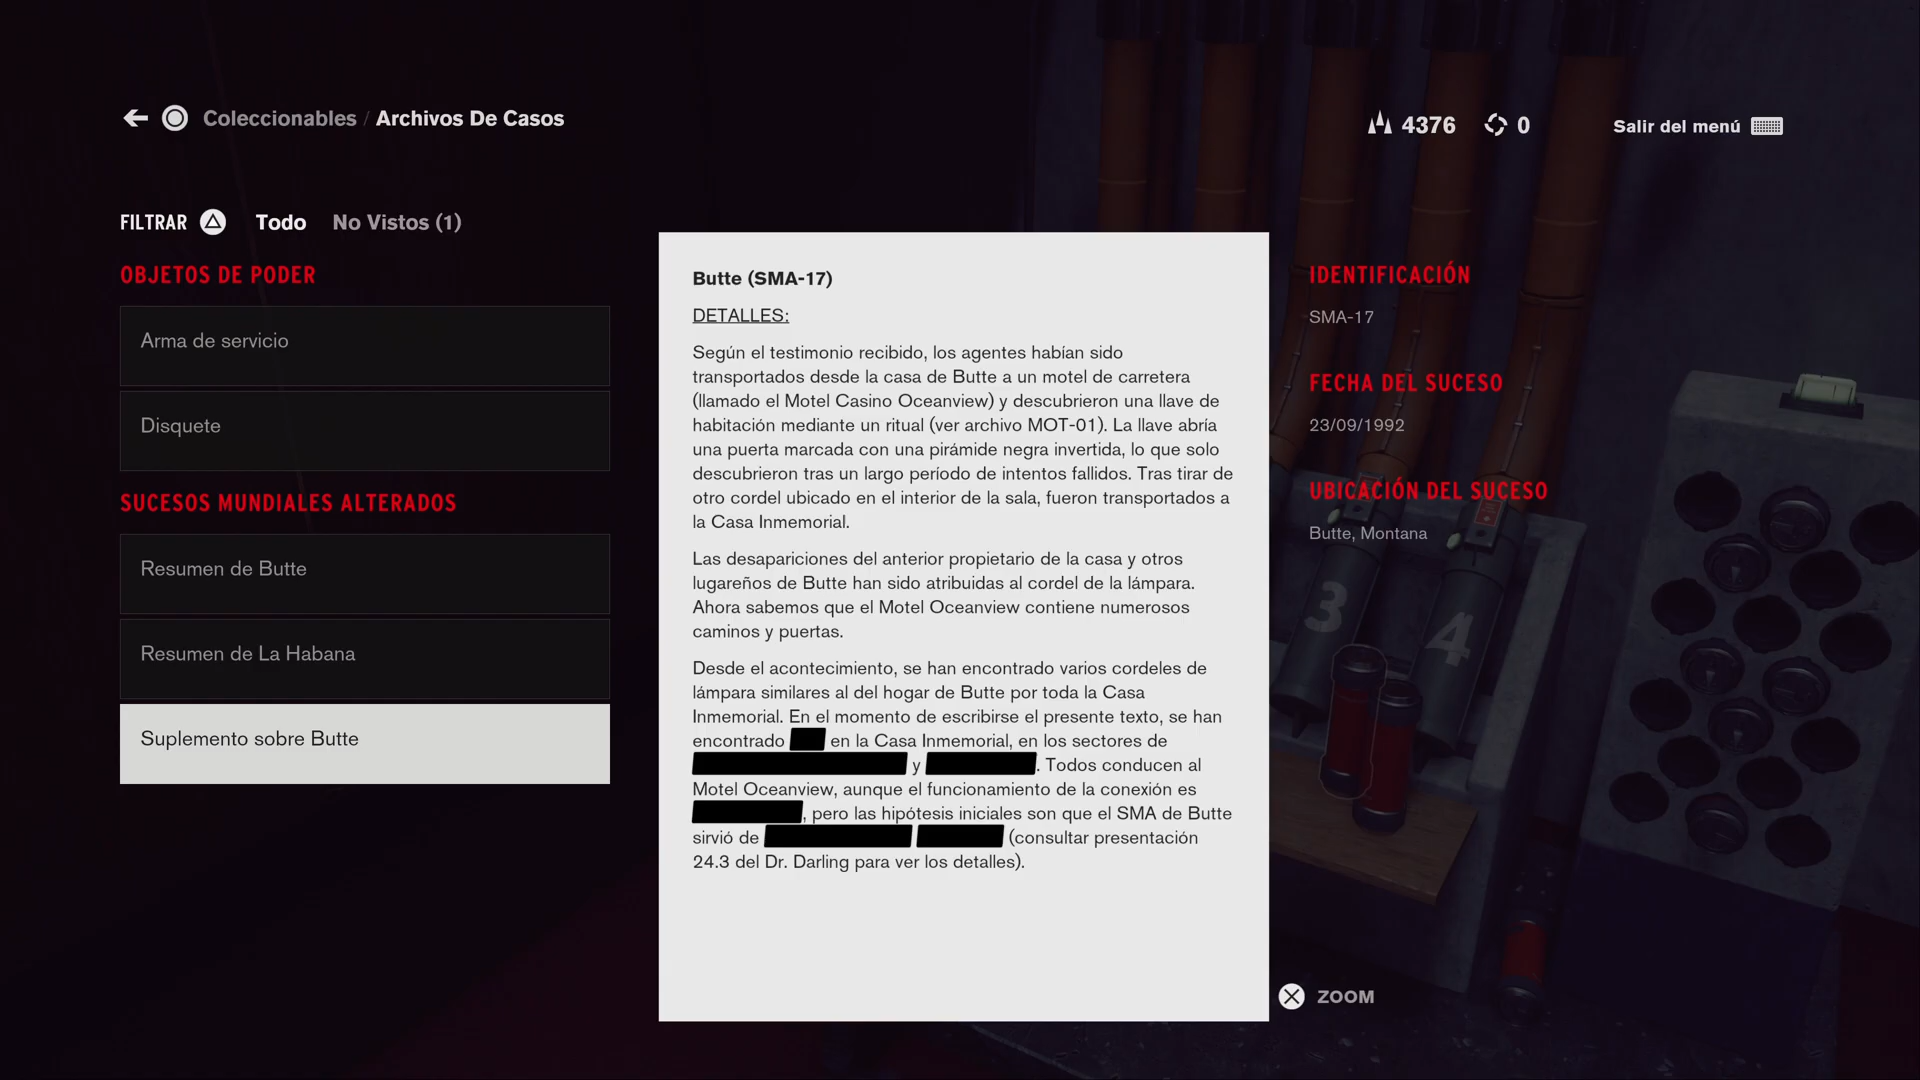 Coleccionables / Archivos De Casos
4376
0
Salir del menú
FILTRAR
Todo
No Vistos (1)
OBJETOS DE PODER
Arma de servicio
Disquete
SUCESOS MUNDIALES ALTERADOS
Resumen de Butte
Resumen de La Habana
Suplemento sobre Butte
Butte (SMA-17)
DETALLES:
Según el testimonio recibido, los agentes habían sido
transportados desde la casa de Butte a un motel de carretera
(llamado el Motel Casino Oceanview) y descubrieron una llave de
habitación mediante un ritual (ver archivo MOT-01). La llave abría
una puerta marcada con una pirámide negra invertida, lo que solo
descubrieron tras un largo período de intentos fallidos. Tras tirar de
otro cordel ubicado en el interior de la sala, fueron transportados a
la Casa Inmemorial.
Las desapariciones del anterior propietario de la casa y otros
lugareños de Butte han sido atribuidas al cordel de la lámpara.
Ahora sabemos que el Motel Oceanview contiene numerosos
caminos y puertas.
Desde el acontecimiento, se han encontrado varios cordeles de
lámpara similares al del hogar de Butte por toda la Casa
Inmemorial. En el momento de escribirse el presente texto, se han
encontrado en la Casa Inmemorial, en los sectores de
y . Todos conducen al
Motel Oceanview, aunque el funcionamiento de la conexión es
, pero las hipótesis iniciales son que el SMA de Butte
sirvió de (consultar presentación
24.3 del Dr. Darling para ver los detalles).
IDENTIFICACIÓN
SMA-17
FECHA DEL SUCESO
23/09/1992
UBICACIÓN DEL SUCESO
Butte, Montana
3
4
ZOOM